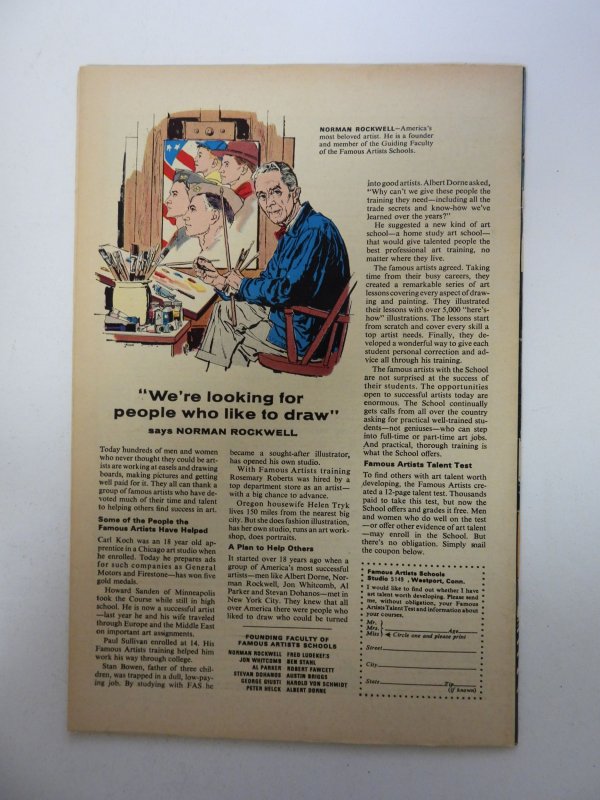 NORMAN ROCKWELL—America's
most beloved artist. He is a founder
and member of the Guiding Faculty
of the Famous Artists Schools.
"We're looking for
people who like to draw"
says NORMAN ROCKWELL
Today hundreds of men and women
who never thought they could be art-
ists are working at easels and drawing
boards, making pictures and getting
well paid for it. They all can thank a
group of famous artists who have de-
voted much of their time and talent
to helping others find success in art.
Some of the People the
Famous Artists Have Helped
Carl Koch was an 18 year old ap-
prentice in a Chicago art studio when
he enrolled. Today he prepares ads
for such companies as General
Motors and Firestone—has won five
gold medals.
Howard Sanden of Minneapolis
took the Course while still in high
school. He is now a successful artist
—last year he and his wife traveled
through Europe and the Middle East
on important art assignments.
Paul Sullivan enrolled at 14. His
Famous Artists training helped him
work his way through college.
Stan Bowen, father of three chil-
dren, was trapped in a dull, low-pay-
ing job. By studying with FAS he
became a sought-after illustrator,
has opened his own studio.
With Famous Artists training
Rosemary Roberts was hired by a
top department store as an artist—
with a big chance to advance.
Oregon housewife Helen Tryk
lives 150 miles from the nearest big
city. But she does fashion illustration,
has her own studio, runs an art work-
shop, does portraits.
A Plan to Help Others
It started over 18 years ago when a
group of America's most successful
artists—men like Albert Dorne, Nor-
man Rockwell, Jon Whitcomb, Al
Parker and Stevan Dohanos—met in
New York City. They knew that all
over America there were people who
liked to draw who could be turned
FOUNDING FACULTY OF
FAMOUS ARTISTS SCHOOLS
NORMAN ROCKWELL FRED LUDEKENS
JON WHITCOMB BEN STAHL
AL PARKER ROBERT FAWCETT
STEVAN DOHANOS AUSTIN BRIGGS
GEORGE GIUSTI HAROLD VON SCHMIDT
PETER HELCK ALBERT DORNE
into good artists. Albert Dorne asked,
"Why can't we give these people the
training they need—including all the
trade secrets and know-how we've
learned over the years?"
He suggested a new kind of art
school—a home study art school—
that would give talented people the
best professional art training, no
matter where they live.
The famous artists agreed. Taking
time from their busy careers, they
created a remarkable series of art
lessons covering every aspect of draw-
ing and painting. They illustrated
their lessons with over 5,000 "here's-
how" illustrations. The lessons start
from scratch and cover every skill a
top artist needs. Finally, they de-
veloped a wonderful way to give each
student personal correction and ad-
vice all through his training.
The famous artists with the School
are not surprised at the success of
their students. The opportunities
open to successful artists today are
enormous. The School continually
gets calls from all over the country
asking for practical well-trained stu-
dents—not geniuses—who can step
into full-time or part-time art jobs.
And practical, thorough training is
what the School offers.
Famous Artists Talent Test
To find others with art talent worth
developing, the Famous Artists cre-
ated a 12-page talent test. Thousands
paid to take this test, but now the
School offers and grades it free. Men
and women who do well on the test
—or offer other evidence of art talent
—may enroll in the School. But
there's no obligation. Simply mail
the coupon below.
Famous Artists Schools
Studio 5149, Westport, Conn.
I would like to find out whether I have
art talent worth developing. Please send
me, without obligation, your Famous
Artists Talent Test and information about
your courses.
Mr.
Mrs. Age
Miss Circle one and please print
Street
City
State Zip
(if known)